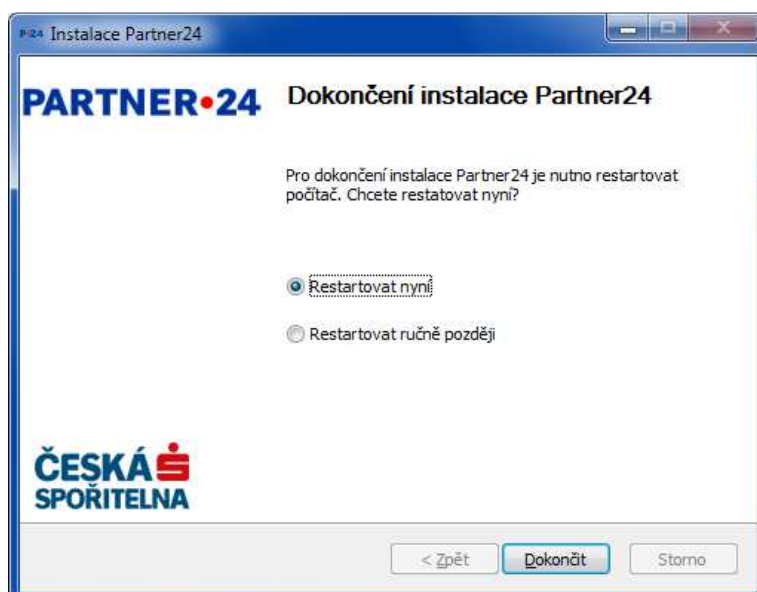 P•24 Instalace Partner24
PARTNER•24
Dokončení instalace Partner24
Pro dokončení instalace Partner24 je nutno restartovat
počítač. Chcete restatovat nyní?
Restartovat nyní
Restartovat ručně později
ČESKÁ
SPOŘITELNA
< Zpět
Dokončit
Storno